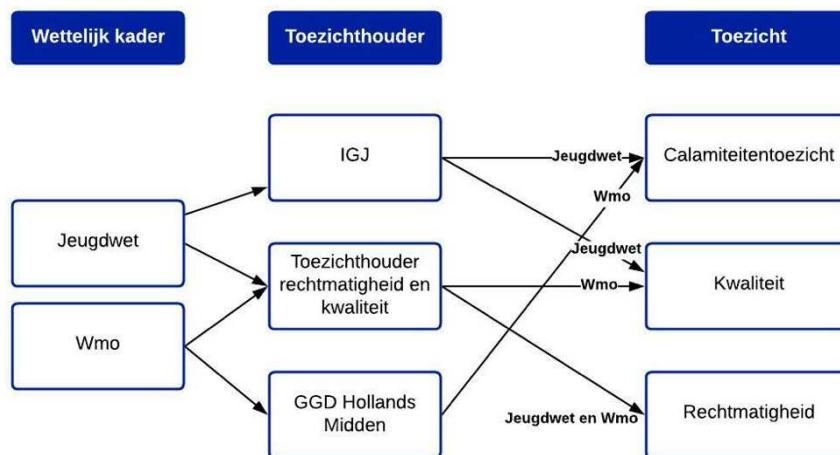 Wettelijk kader
Toezichthouder
Toezicht
IGJ
Jeugdwet
Calamiteitentoezicht
Wmo
Jeugdwet
Toezichthouder
rechtmatigheid en
kwaliteit
Jeugdwet
Wmo
Kwaliteit
Wmo
GGD Hollands
Midden
Jeugdwet en Wmo
Rechtmatigheid